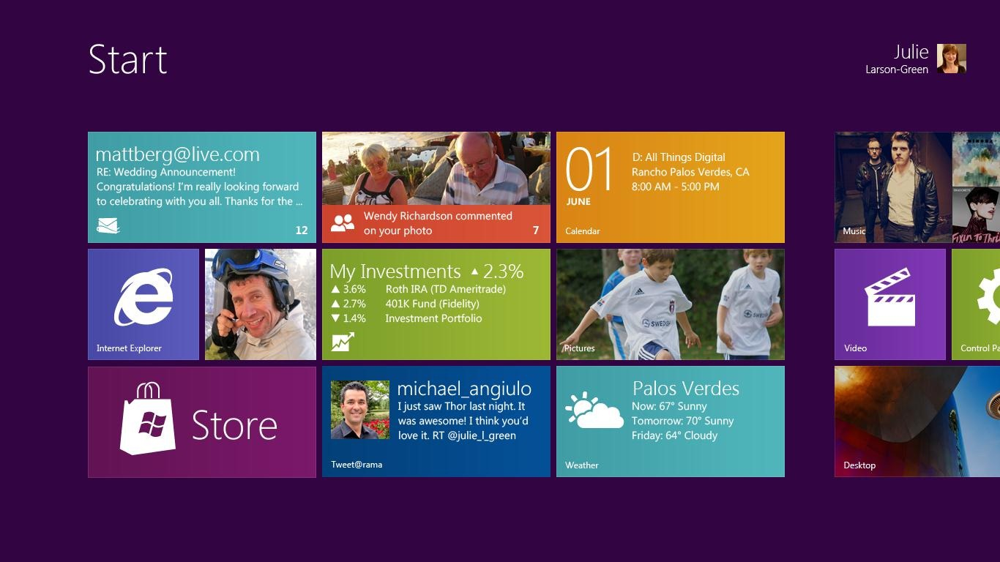 Start
Julie
Larson-Green
mattberg@live.com
RE: Wedding Announcement!
Congratulations! I'm really looking forward
to celebrating with you all. Thanks for the ...
12
Wendy Richardson commented
on your photo
7
01
JUNE
D: All Things Digital
Rancho Palos Verdes, CA
8:00 AM - 5:00 PM
Calendar
Music
Internet Explorer
My Investments ▲ 2.3%
▲ 3.6% Roth IRA (TD Ameritrade)
▲ 2.7% 401K Fund (Fidelity)
▼ 1.4% Investment Portfolio
adidas
SWEDISH
Pictures
Video
Control Pa
Store
michael_angiulo
I just saw Thor last night. It
was awesome! I think you'd
love it. RT @julie_l_green
Tweet@rama
Palos Verdes
Now: 67° Sunny
Tomorrow: 70° Sunny
Friday: 64° Cloudy
Weather
Desktop